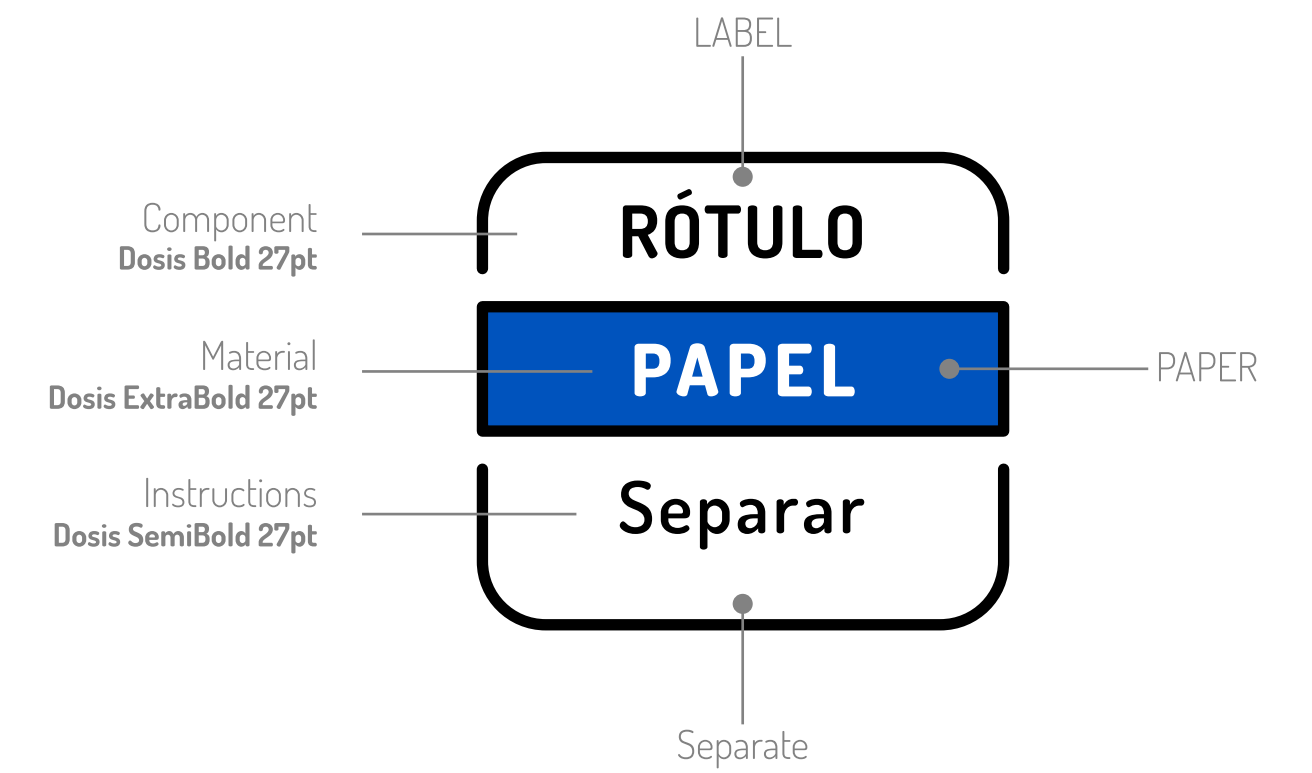 LABEL
Component
Dosis Bold 27pt
RÓTULO
Material
Dosis ExtraBold 27pt
PAPEL
PAPER
Instructions
Dosis SemiBold 27pt
Separar
Separate